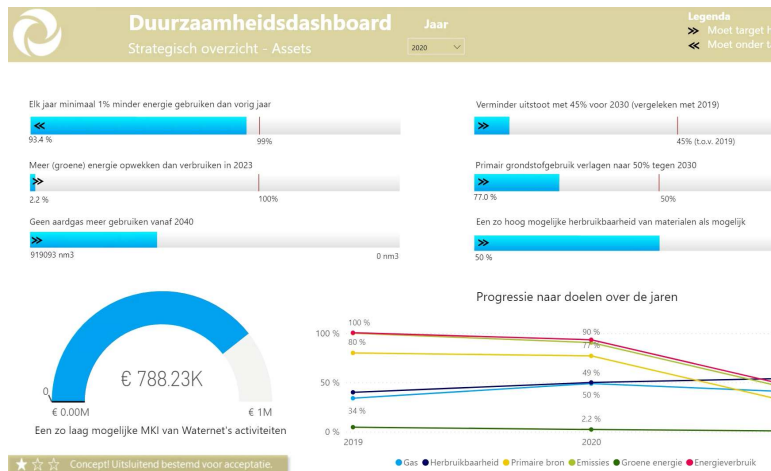 Duurzaamheidsdashboard
Strategisch overzicht - Assets
Jaar
2020
Legenda
Moet target
Moet onder
Elk jaar minimaal 1% minder energie gebruiken dan vorig jaar
93.4 %
99%
Meer (groene) energie opwekken dan verbruiken in 2023
2.2 %
100%
Geen aardgas meer gebruiken vanaf 2040
919093 nm3
0 nm3
Verminder uitstoot met 45% voor 2030 (vergeleken met 2019)
45% (t.o.v. 2019)
Primair grondstofgebruik verlagen naar 50% tegen 2030
77.0 %
50%
Een zo hoog mogelijke herbruikbaarheid van materialen als mogelijk
50 %
0
€ 788.23K
€ 0.00M
€ 1M
Een zo laag mogelijke MKI van Waternet's activiteiten
Progressie naar doelen over de jaren
100 %
50 %
0 %
100 %
80 %
34 %
90 %
77 %
49 %
50 %
2.2 %
2019
2020
Gas
Herbruikbaarheid
Primaire bron
Emissies
Groene energie
Energieverbruik
Concept! Uitsluitend bestemd voor acceptatie.